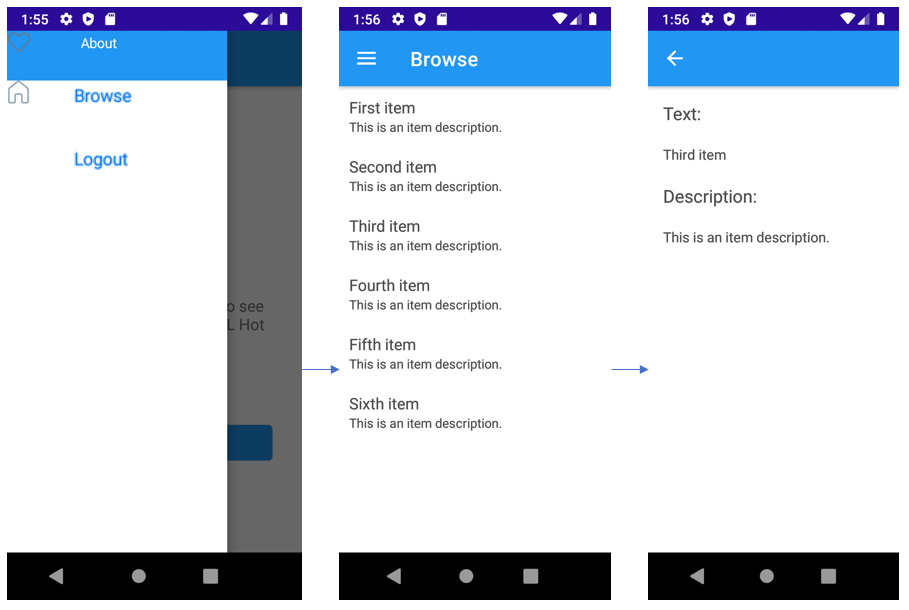 1:55
About
Browse
Logout
o see
L Hot
1:56
Browse
First item
This is an item description.
Second item
This is an item description.
Third item
This is an item description.
Fourth item
This is an item description.
Fifth item
This is an item description.
Sixth item
This is an item description.
1:56
Text:
Third item
Description:
This is an item description.